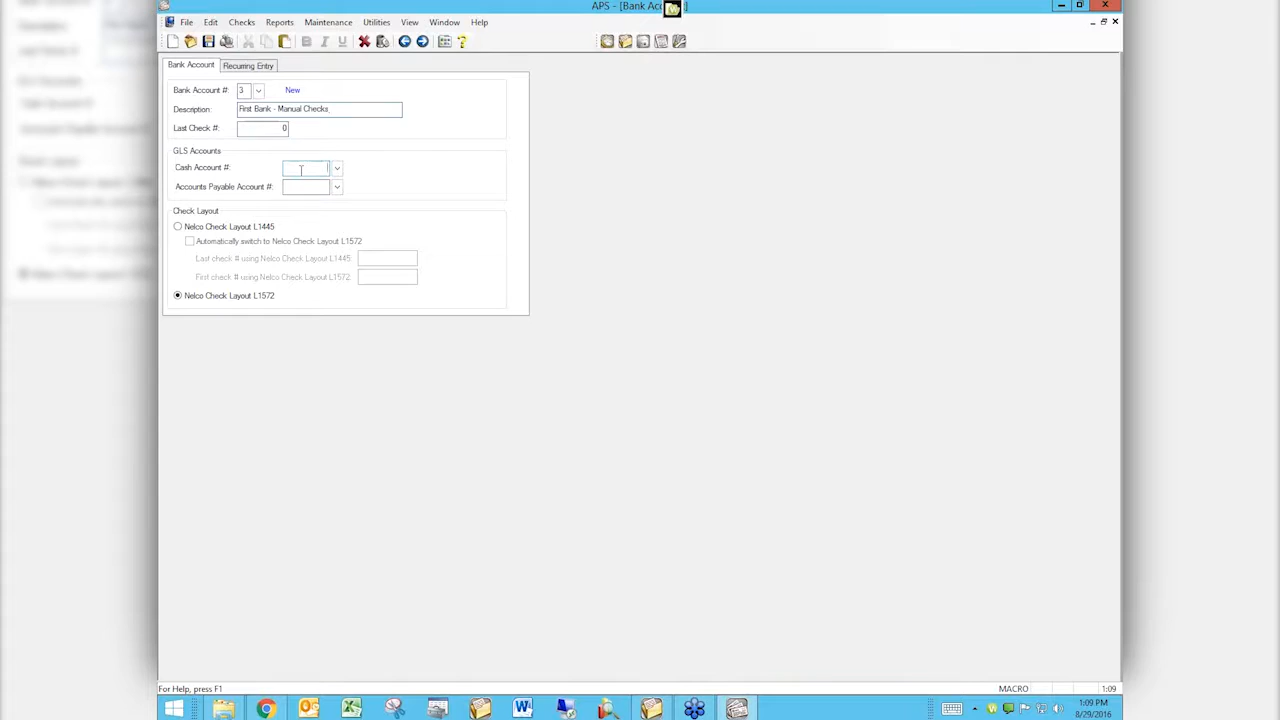 APS - [Bank Acc
File Edit Checks Reports Maintenance Utilities View Window Help
Bank Account Recurring Entry
Bank Account #: 3 New
Description: First Bank - Manual Checks
Last Check #: 0
GLS Accounts
Cash Account #:
Accounts Payable Account #:
Check Layout
Nelco Check Layout L1445
Automatically switch to Nelco Check Layout L1572
Last check # using Nelco Check Layout L1445:
First check # using Nelco Check Layout L1572:
Nelco Check Layout L1572
For Help, press F1 MACRO 1:09
1:09 PM
8/29/2016